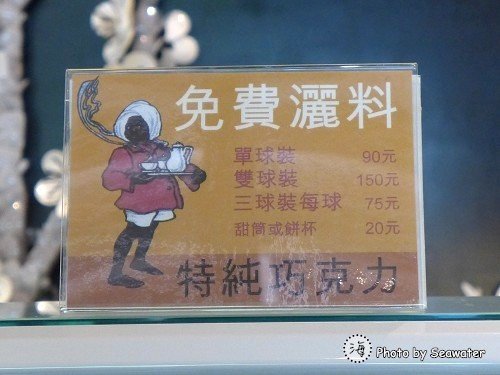 免費灑料
單球裝 90元
雙球裝 150元
三球裝每球 75元
甜筒或餅杯 20元
特純巧克力
海 Photo by Seawater